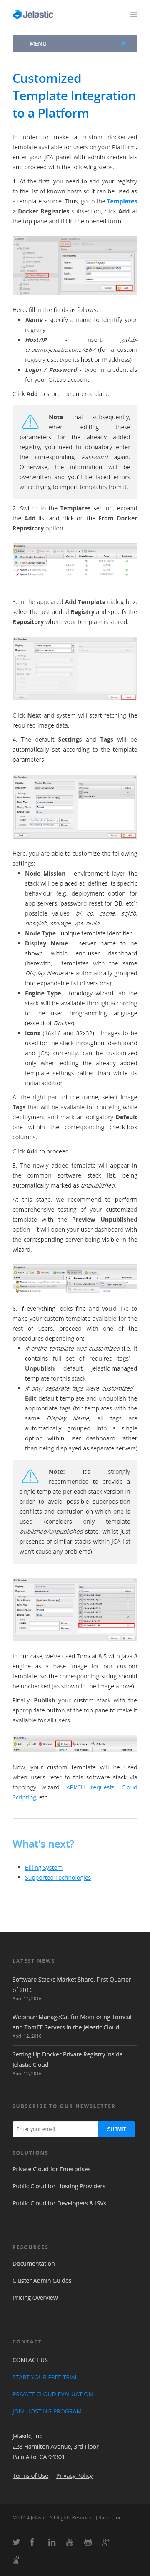 Jelastic
MENU
Customized
Template Integration
to a Platform
In order to make a custom dockerized
template available for users at your Platform,
enter your JCA panel with admin credentials
and perform the following steps.
1. At the first, you need to add your registry
to the list of known hosts so it can be used as
a template source. Thus, go to the Templates
> Docker Registries subsection, click Add at
the top pane and fill in the opened form.
Here, fill in the fields as follows:
Name - specify a name to identify your
registry
Host/IP - insert gitlab-
ci.demo.jelastic.com:4567 (for a custom
registry use, type its host or IP address)
Login / Password - type in credentials
for your GitLab account
Click Add to store the entered data.
Note that subsequently,
when editing these
parameters for the already added
registry, you need to obligatory enter
the corresponding Password again.
Otherwise, the information will be
overwritten and you'll be faced errors
while trying to import templates from it.
2. Switch to the Templates section, expand
the Add list and click on the From Docker
Repository option.
3. In the appeared Add Template dialog box,
select the just added Registry and specify the
Repository where your template is stored.
Click Next and system will start fetching the
required image data.
4. The default Settings and Tags will be
automatically set according to the template
parameters.
Here, you are able to customize the following
settings:
Node Mission - environment layer the
stack will be placed at; defines its specific
behavior (e.g. deployment option for
app servers, password reset for DB, etc);
possible values: bl, cp, cache, sqldb,
nosqldb, storage, vps, build
Node Type - unique template identifier
Display Name - server name to be
shown within end-user dashboard
(therewith, templates with the same
Display Name are automatically grouped
into expandable list of versions)
Engine Type - topology wizard tab the
stack will be available through according
to the used programming language
(except of Docker)
Icons (16x16 and 32x32) - images to be
used for the stack throughout dashboard
and JCA; currently, can be customized
only when editing the already added
template settings rather than while its
initial addition
At the right part of the frame, select image
Tags that will be available for choosing while
deployment and mark an obligatory Default
one within the corresponding checkbox
columns.
Click Add to proceed.
5. The newly added template will appear in
the common software stack list, being
automatically marked as unpublished.
At this stage, we recommend to perform
comprehensive testing of your customized
template with the Preview Unpublished
option - it will open your user dashboard with
the corresponding server being visible within
the wizard.
6. If everything works fine and you'd like to
make your custom template available for the
rest of users, proceed with one of the
procedures depending on:
if entire template was customized (i.e. it
contains full set of required tags) -
Unpublish default Jelastic-managed
template for this stack
if only separate tags were customized -
Edit default template and unpublish the
appropriate tags (for templates with the
same Display Name, all tags are
automatically grouped into a single
option within user dashboard rather
than being displayed as separate servers)
Note: It's strongly
recommended to provide a
single template per each stack version in
order to avoid possible superposition
conflicts and confusion on which one is
used (considers only template
published/unpublished state, whilst just
presence of similar stacks within JCA list
won't cause any problems).
In our case, we've used Tomcat 8.5 with Java 8
engine as a base image for our custom
template, so the corresponding string should
be unchecked (as shown in the image above).
Finally, Publish your custom stack with the
appropriate button at the top pane to make it
available for all users.
Now, your custom template will be used
when users refer to this software stack via
topology wizard, API/CLI requests, Cloud
Scripting, etc.
What's next?
Billing System
Supported Technologies
LATEST NEWS
Software Stacks Market Share: First Quarter
of 2016
April 14, 2016
Webinar: ManageCat for Monitoring Tomcat
and TomEE Servers in the Jelastic Cloud
April 12, 2016
Setting Up Docker Private Registry inside
Jelastic Cloud
April 12, 2016
SUBSCRIBE TO OUR NEWSLETTER
Enter your email
SUBMIT
SOLUTIONS
Private Cloud for Enterprises
Public Cloud for Hosting Providers
Public Cloud for Developers & ISVs
RESOURCES
Documentation
Cluster Admin Guides
Pricing Overview
CONTACT
CONTACT US
START YOUR FREE TRIAL
PRIVATE CLOUD EVALUATION
JOIN HOSTING PROGRAM
Jelastic, Inc.
228 Hamilton Avenue, 3rd Floor
Palo Alto, CA 94301
Terms of Use Privacy Policy
© 2014 Jelastic. All Rights Reserved, Jelastic, Inc.